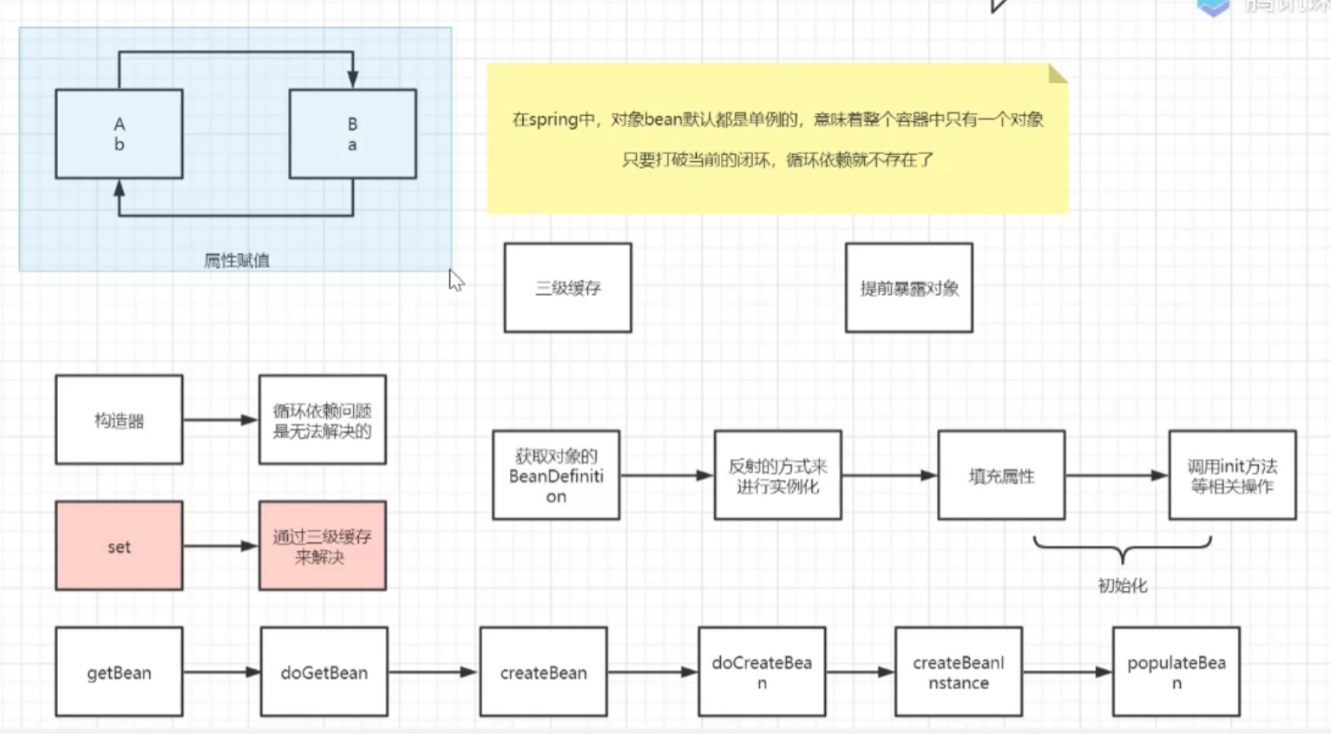 腾讯课
A
b
B
a
属性赋值
在spring中，对象bean默认都是单例的，意味着整个容器中只有一个对象
只要打破当前的闭环，循环依赖就不存在了
三级缓存
提前暴露对象
构造器
循环依赖问题
是无法解决的
获取对象的
BeanDefiniti
on
反射的方式来
进行实例化
填充属性
调用init方法
等相关操作
set
通过三级缓存
来解决
初始化
getBean
doGetBean
createBean
doCreateBea
n
createBeanI
nstance
populateBea
n